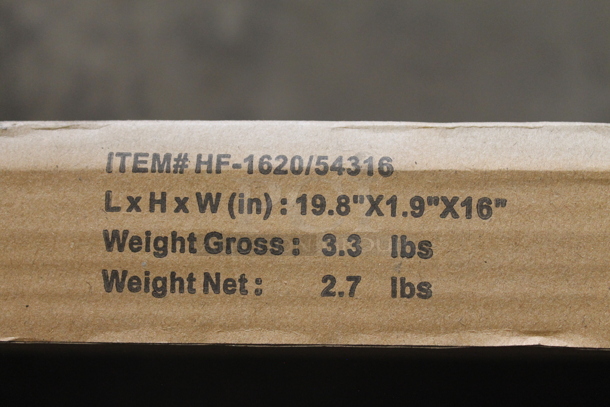 ITEM# HF-1620/54316
L x H x W (in) : 19.8"X1.9"X16"
Weight Gross : 3.3 lbs
Weight Net : 2.7 lbs